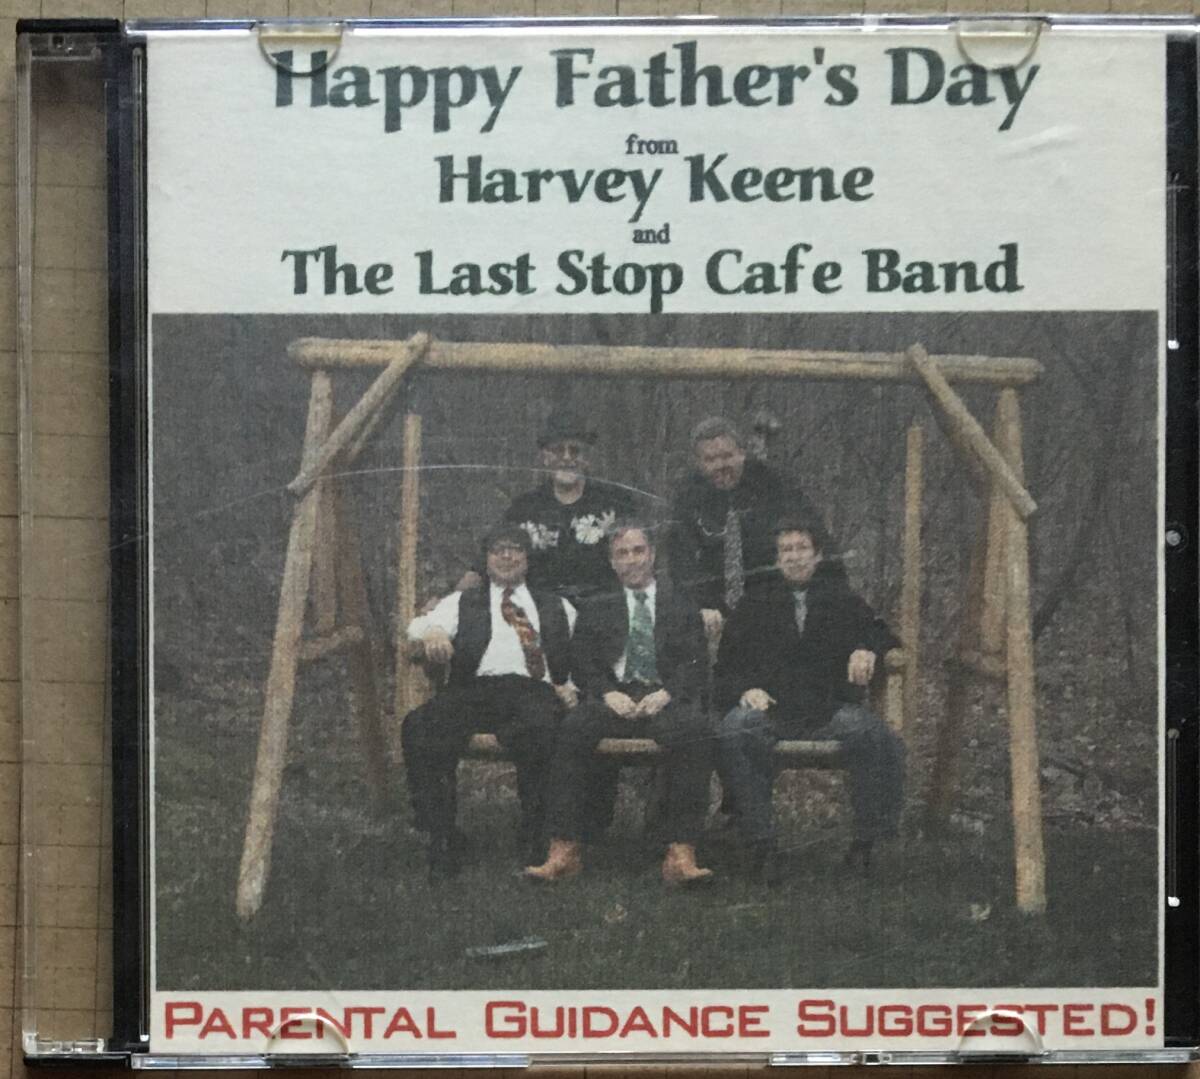 Happy Father's Day
from
Harvey Keene
and
The Last Stop Cafe Band
PARENTAL GUIDANCE SUGGESTED!